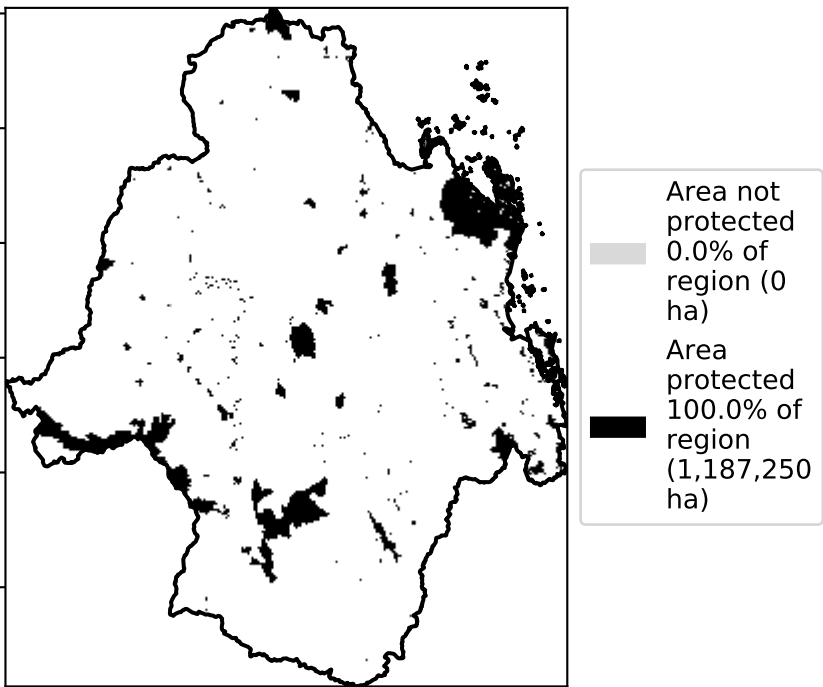 Area not
protected
0.0% of
region (0
ha)
Area
protected
100.0% of
region
(1,187,250
ha)